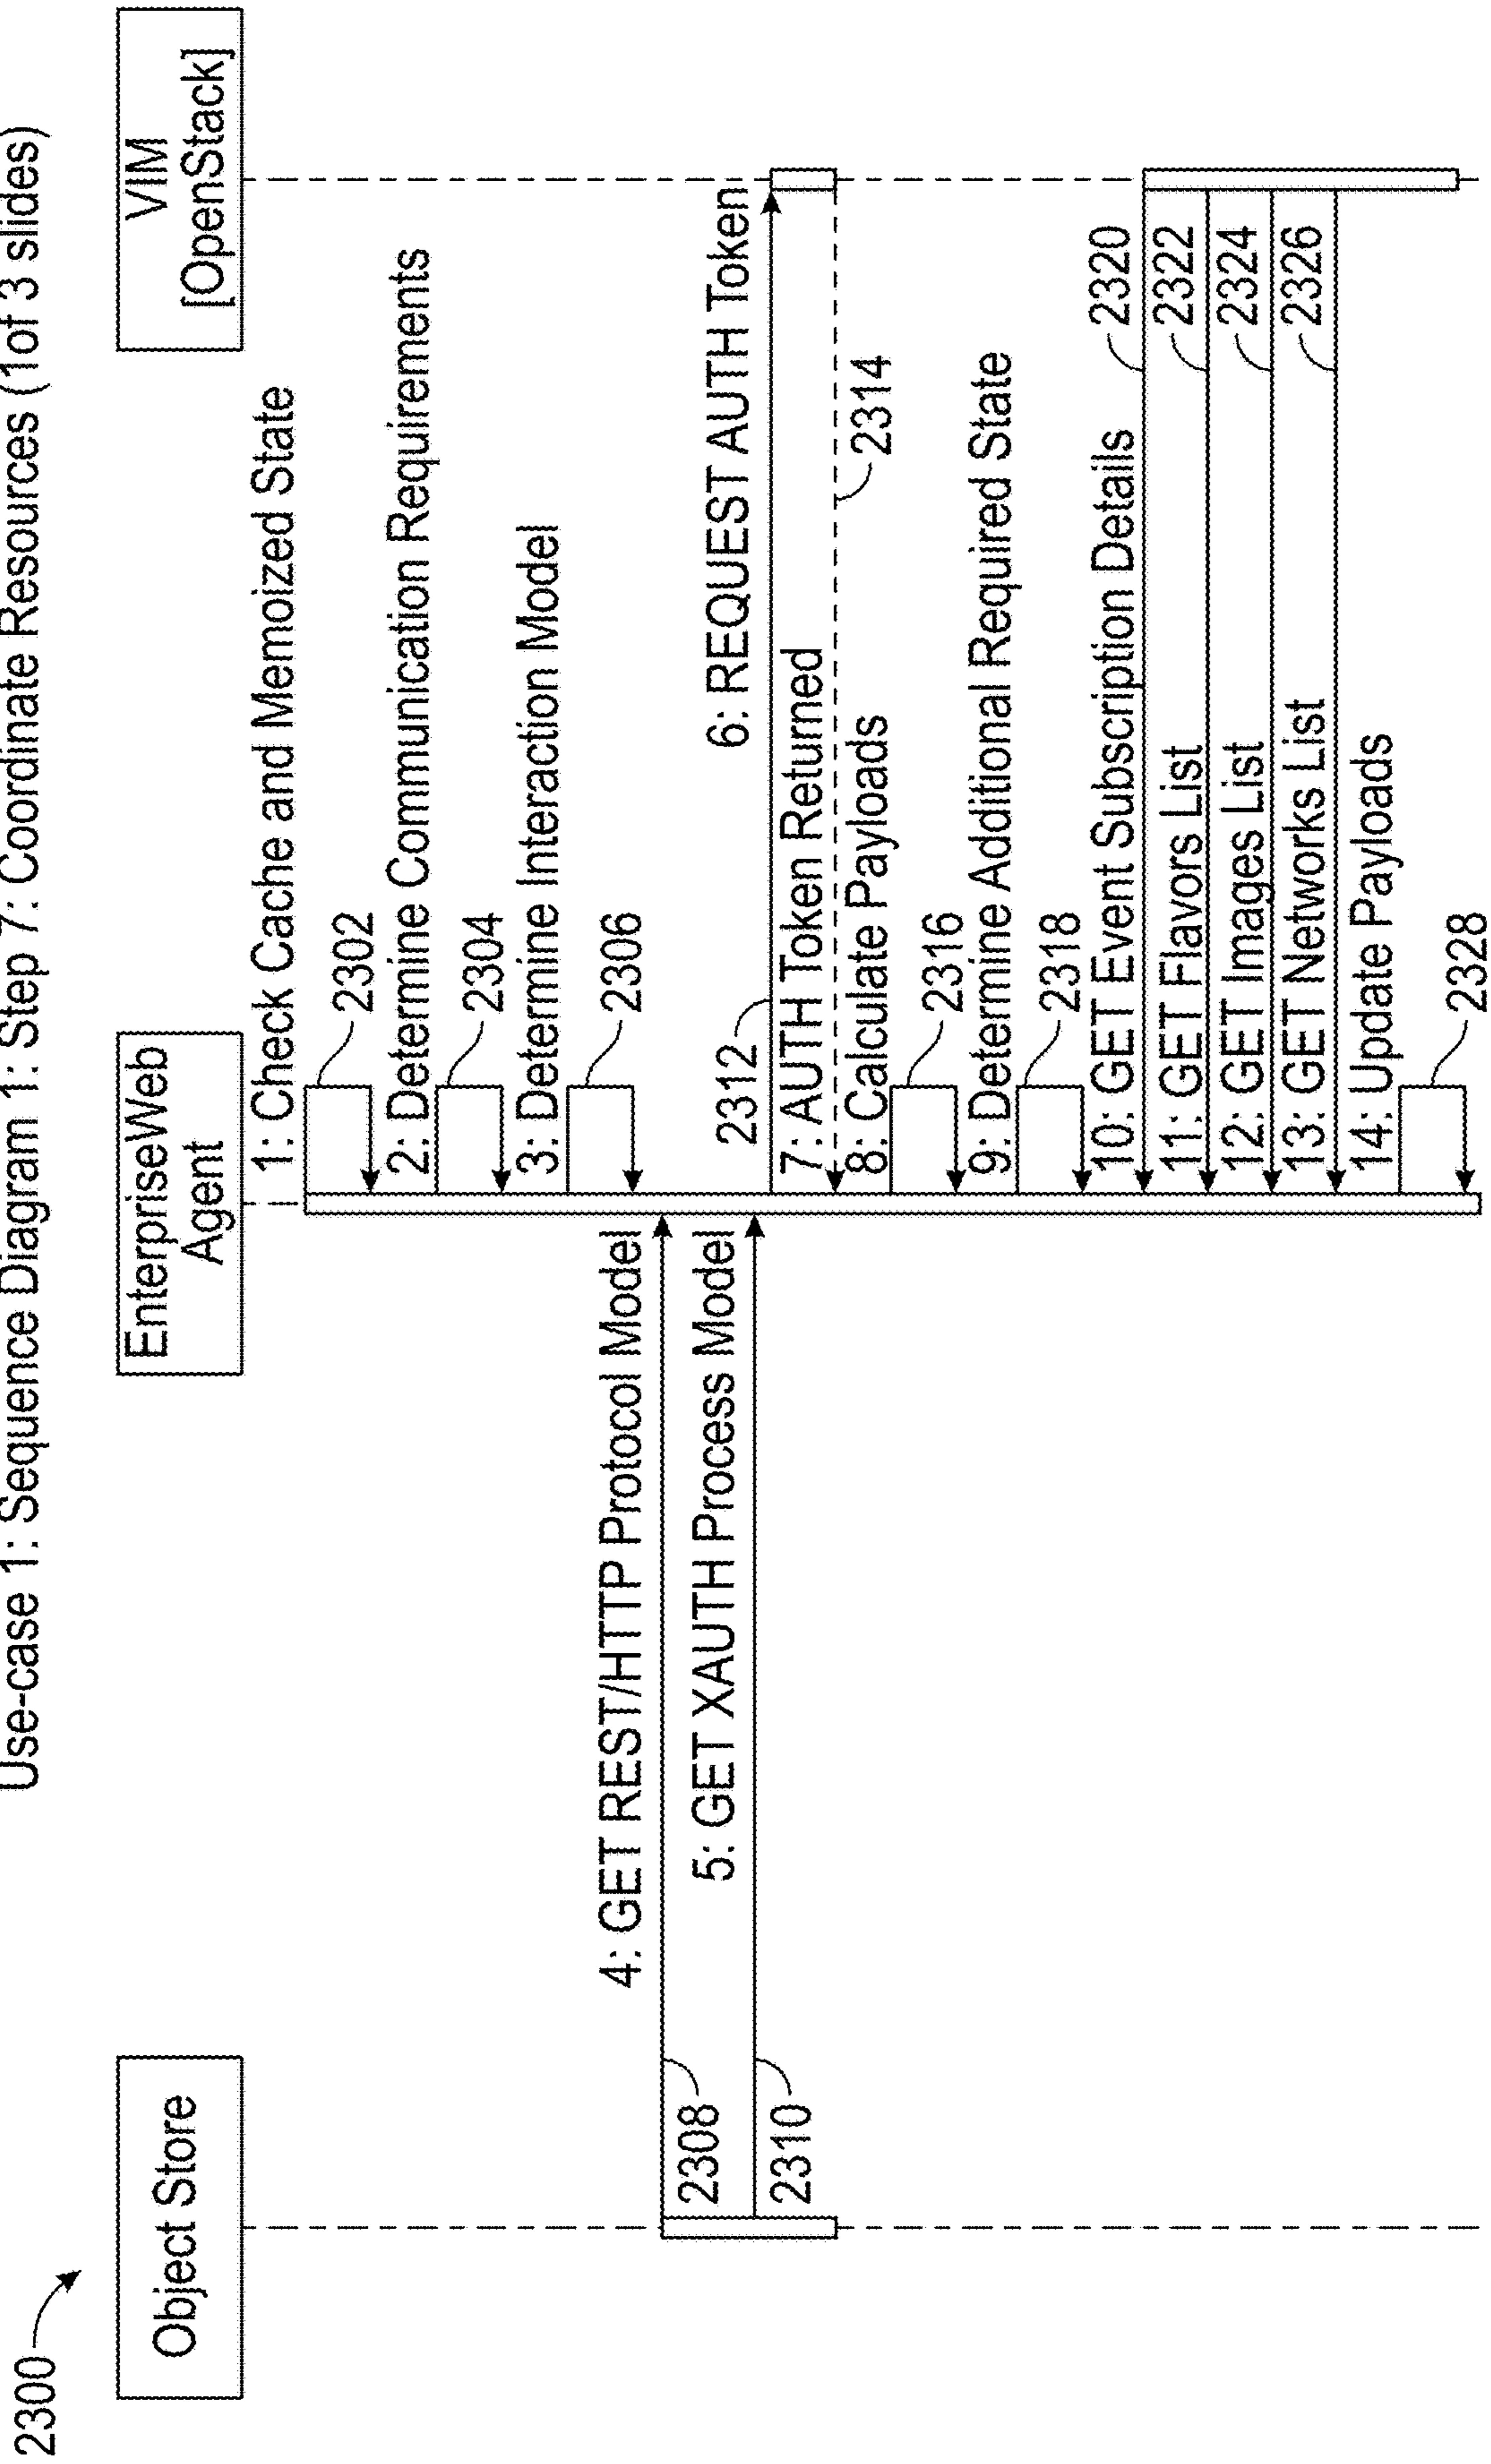 Use-case 1: Sequence Diagram 1: Step 7: Coordinate Resources (1of 3 slides)
2300
Object Store
EnterpriseWeb
Agent
VIM
[OpenStack]
1: Check Cache and Memoized State
2302
2: Determine Communication Requirements
2304
3: Determine Interaction Model
2306
4: GET REST/HTTP Protocol Model
2308
5: GET XAUTH Process Model
2310
6: REQUEST AUTH Token
2312
7: AUTH Token Returned
2314
8: Calculate Payloads
2316
9: Determine Additional Required State
2318
10: GET Event Subscription Details
2320
11: GET Flavors List
2322
12: GET Images List
2324
13: GET Networks List
2326
14: Update Payloads
2328